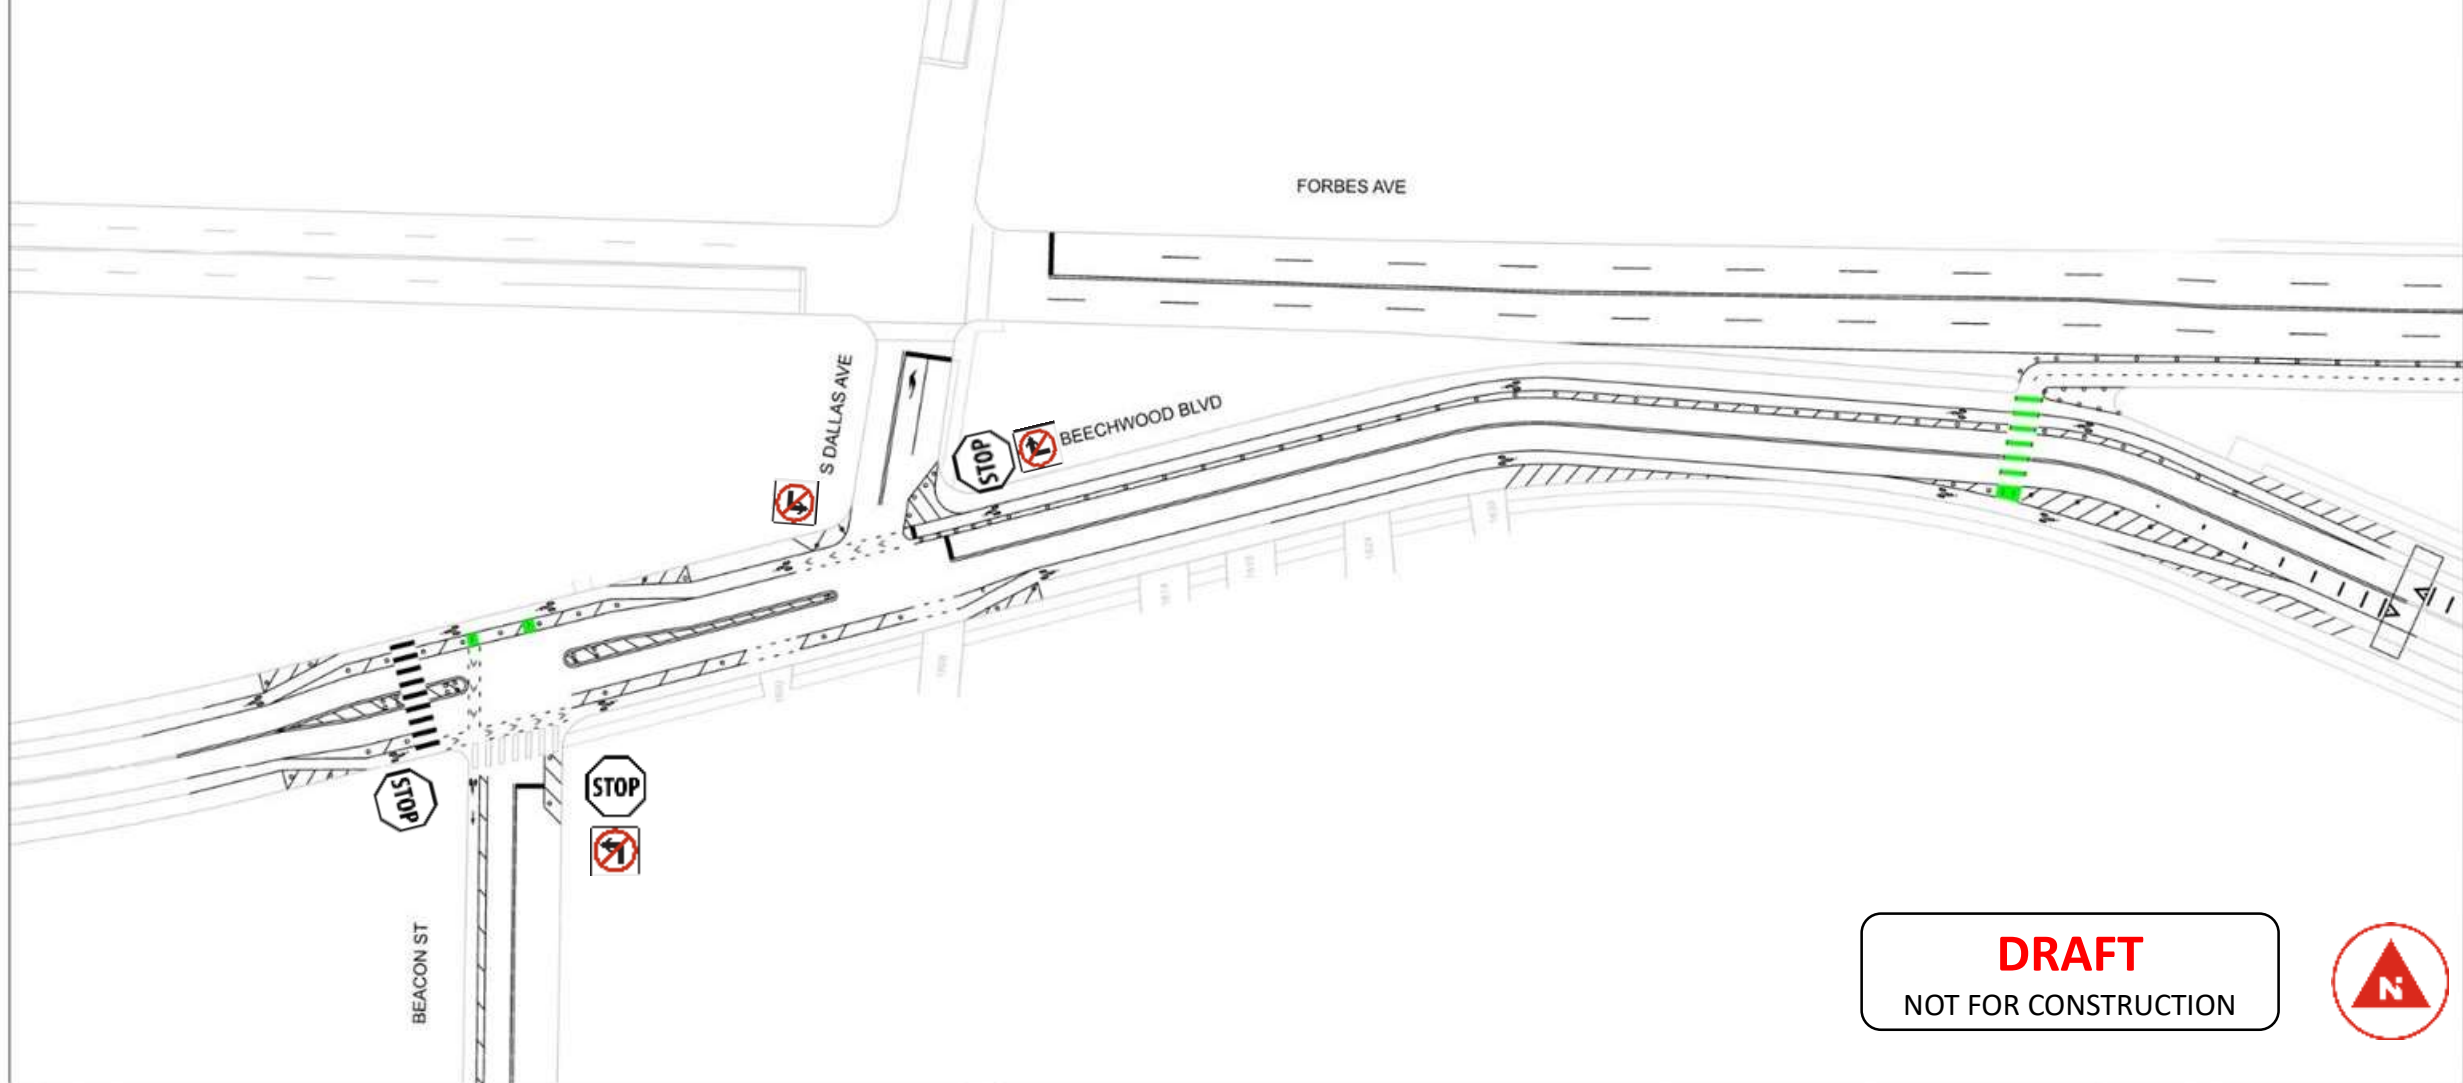 FORBES AVE
S DALLAS AVE
STOP
BEECHWOOD BLVD
STOP
STOP
BEACON ST
DRAFT
NOT FOR CONSTRUCTION
N